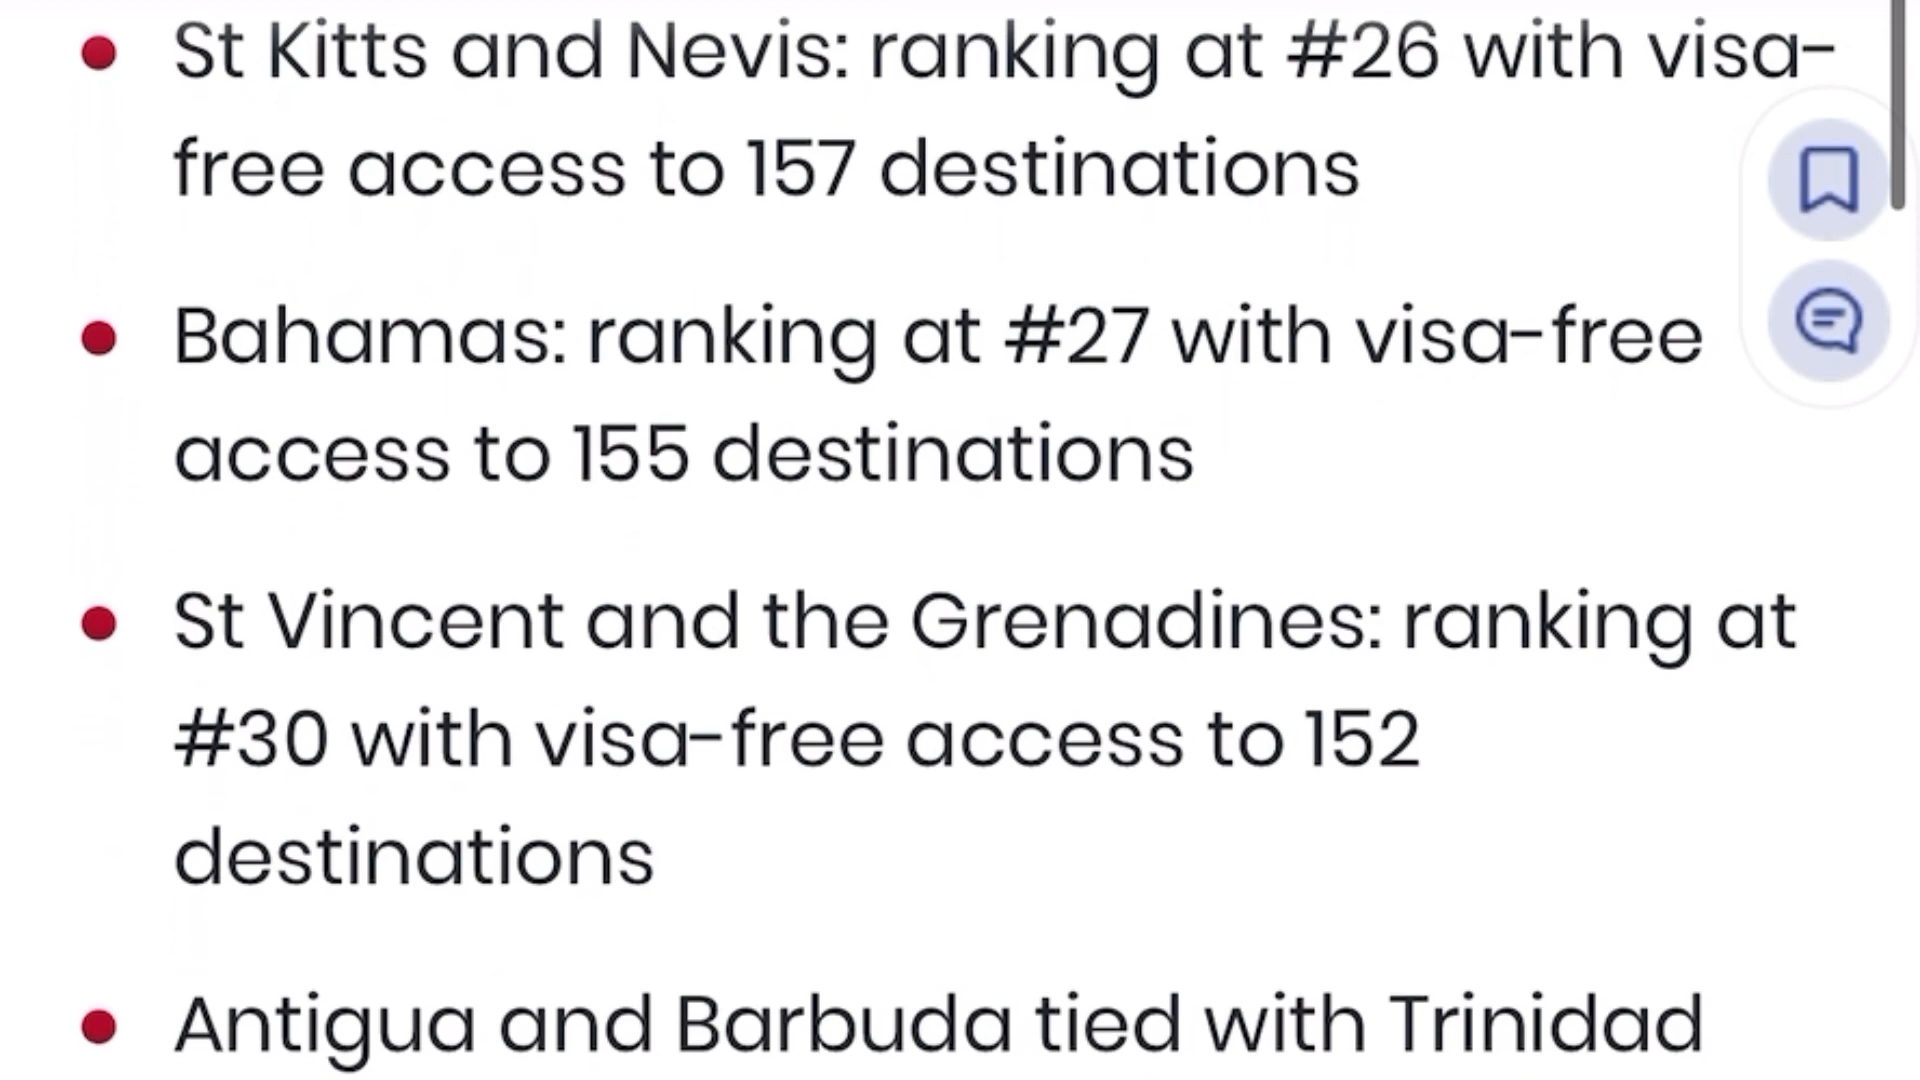 St Kitts and Nevis: ranking at #26 with visa-
free access to 157 destinations
Bahamas: ranking at #27 with visa-free
access to 155 destinations
St Vincent and the Grenadines: ranking at
#30 with visa-free access to 152
destinations
Antigua and Barbuda tied with Trinidad